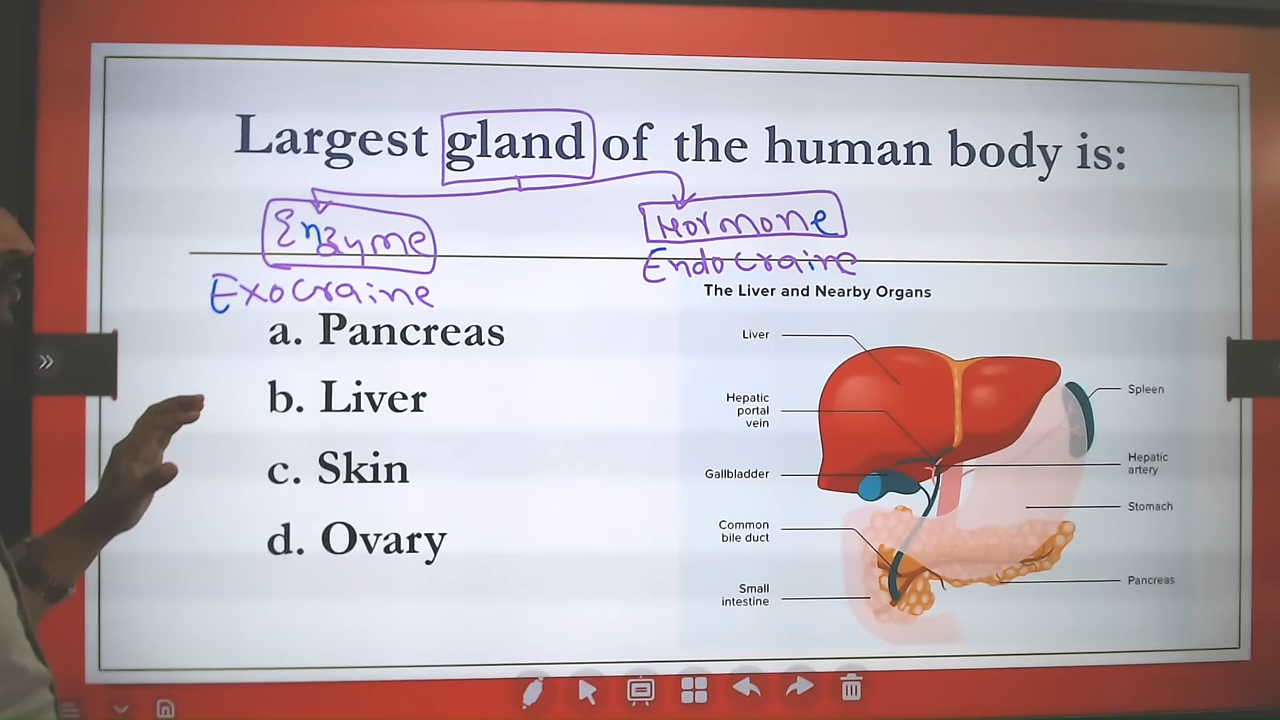 Largest gland of the human body is:
Enzyme
Hormone
Exocraine
Endocraine
a. Pancreas
b. Liver
c. Skin
d. Ovary
The Liver and Nearby Organs
Liver
Hepatic
portal
vein
Gallbladder
Common
bile duct
Small
intestine
Spleen
Hepatic
artery
Stomach
Pancreas